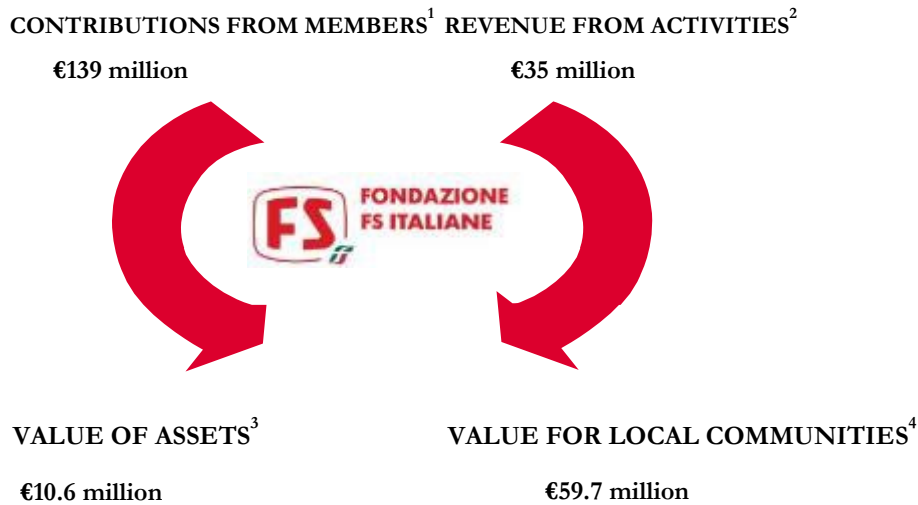 CONTRIBUTIONS FROM MEMBERS¹ REVENUE FROM ACTIVITIES²
€139 million €35 million
FS FONDAZIONE
FS ITALIANE
VALUE OF ASSETS³ VALUE FOR LOCAL COMMUNITIES⁴
€10.6 million €59.7 million